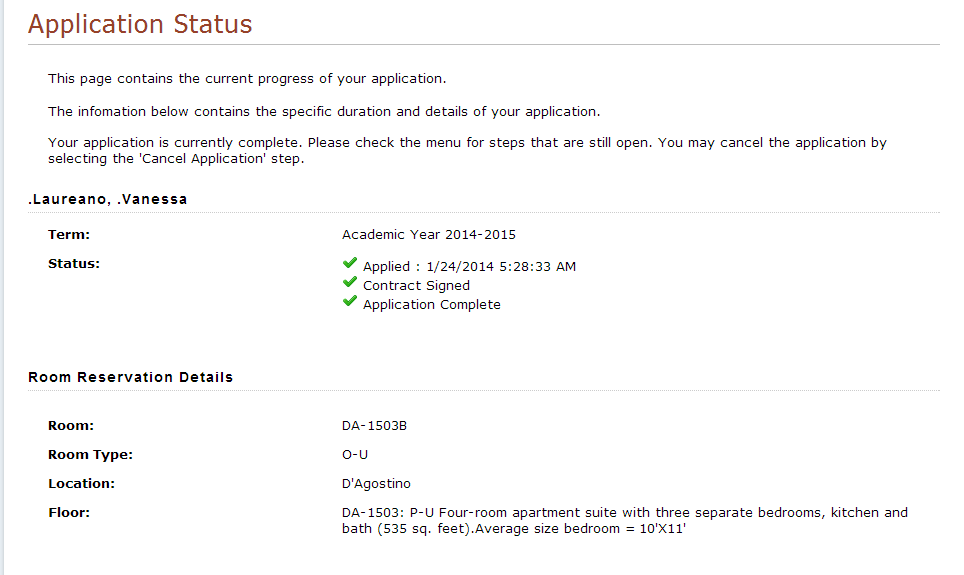 Application Status
This page contains the current progress of your application.
The infomation below contains the specific duration and details of your application.
Your application is currently complete. Please check the menu for steps that are still open. You may cancel the application by
selecting the 'Cancel Application' step.
.Laureano, .Vanessa
Term: Academic Year 2014-2015
Status: Applied : 1/24/2014 5:28:33 AM
Contract Signed
Application Complete
Room Reservation Details
Room: DA-1503B
Room Type: O-U
Location: D'Agostino
Floor: DA-1503: P-U Four-room apartment suite with three separate bedrooms, kitchen and
bath (535 sq. feet).Average size bedroom = 10'X11'